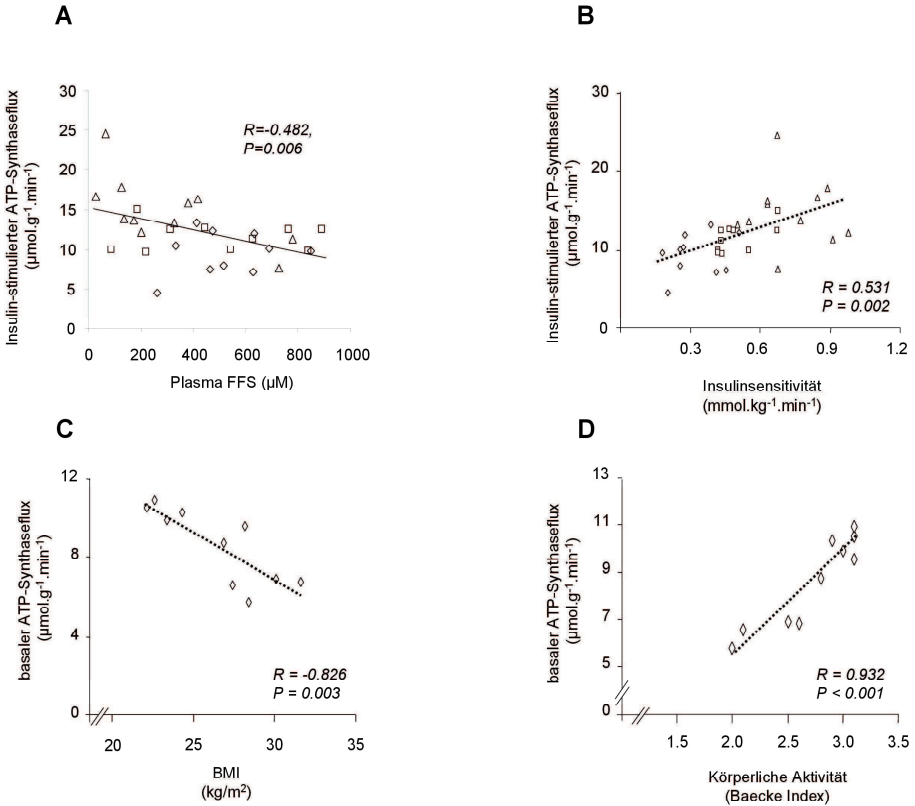 A
Insulin-stimulierter ATP-Synthaseflux
(µmol.g⁻¹.min⁻¹)
30
25
20
15
10
5
0
R=-0.482,
P=0.006
0 200 400 600 800 1000
Plasma FFS (µM)
B
Insulin-stimulierter ATP-Synthaseflux
(µmol.g⁻¹.min⁻¹)
30
20
10
0
R = 0.531
P = 0.002
0.3 0.6 0.9 1.2
Insulinsensitivität
(mmol.kg⁻¹.min⁻¹)
C
basaler ATP-Synthaseflux
(µmol.g⁻¹.min⁻¹)
12
8
4
0
R = -0.826
P = 0.003
20 25 30 35
BMI
(kg/m²)
D
basaler ATP-Synthaseflux
(µmol.g⁻¹.min⁻¹)
13
11
9
7
5
0
R = 0.932
P < 0.001
1.5 2.0 2.5 3.0 3.5
Körperliche Aktivität
(Baecke Index)